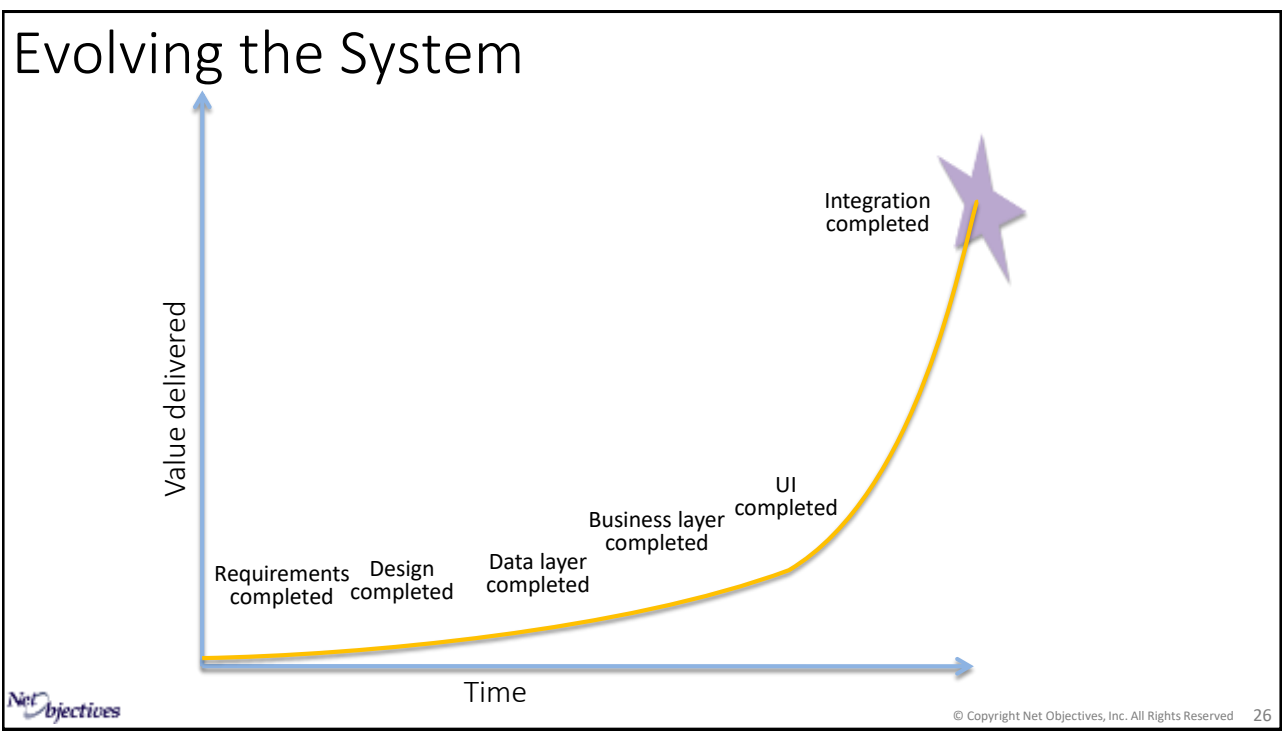 Evolving the System
Integration
completed
Value delivered
UI
completed
Business layer
completed
Data layer
completed
Design
completed
Requirements
completed
Time
Net Objectives
© Copyright Net Objectives, Inc. All Rights Reserved 26